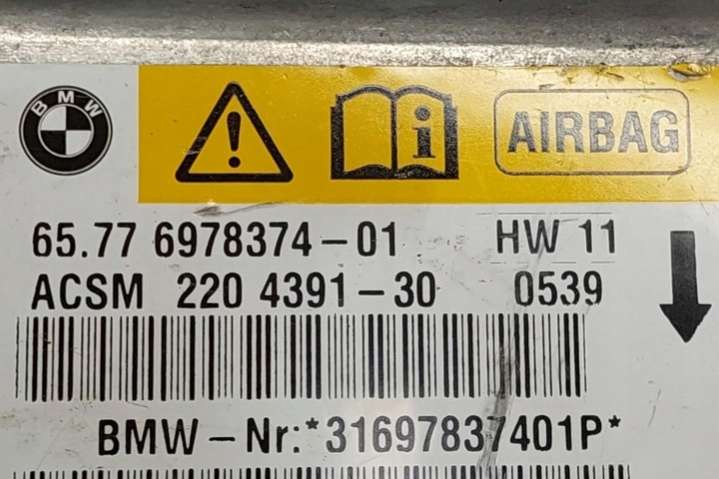 BMW
AIRBAG
65.77 6978374-01 HW 11
ACSM 220 4391-30 0539
BMW-Nr:*31697837401P*